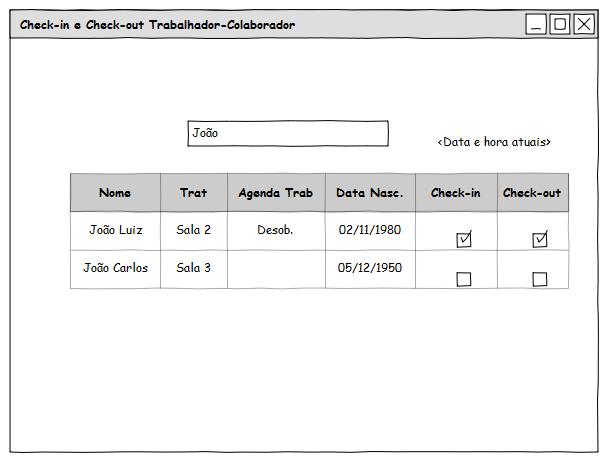 Check-in e Check-out Trabalhador-Colaborador
João
<Data e hora atuais>
Nome Trat Agenda Trab Data Nasc. Check-in Check-out
João Luiz Sala 2 Desob. 02/11/1980
João Carlos Sala 3 05/12/1950